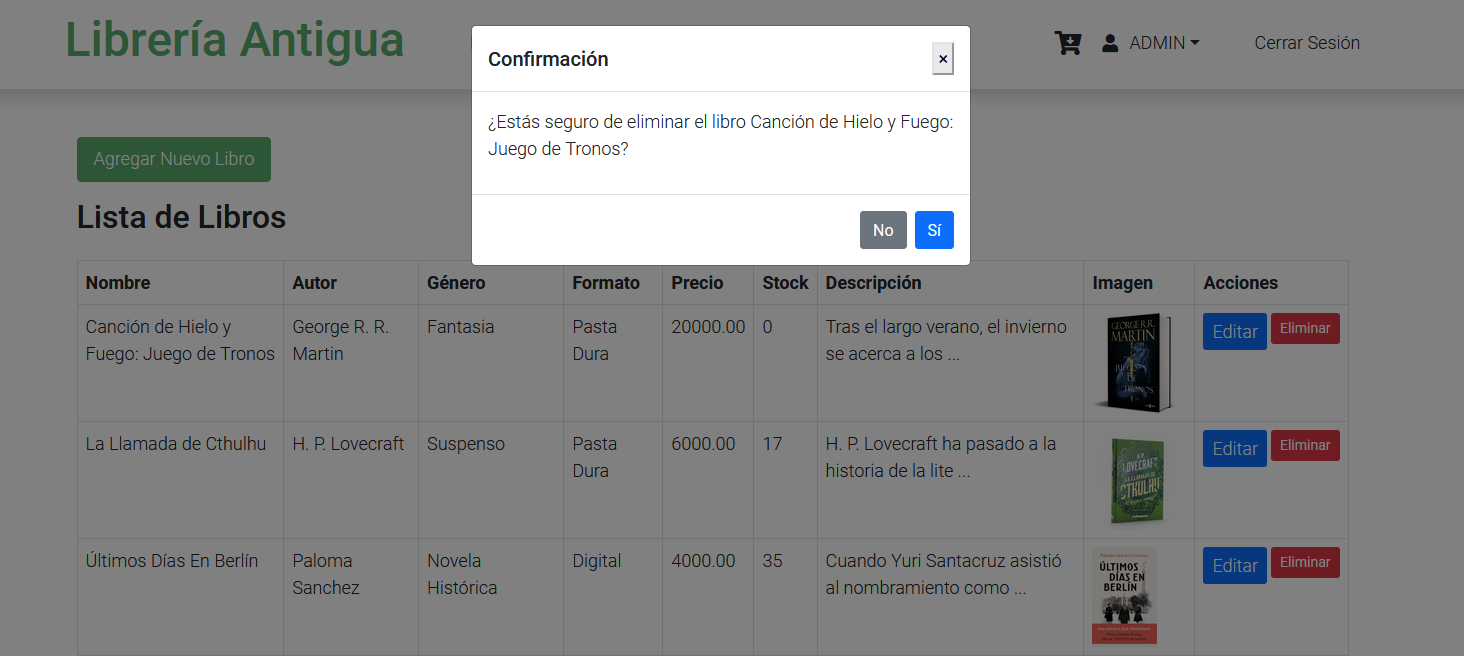 Librería Antigua
ADMIN
Cerrar Sesión
Confirmación
×
¿Estás seguro de eliminar el libro Canción de Hielo y Fuego:
Juego de Tronos?
No
Sí
Agregar Nuevo Libro
Lista de Libros
Nombre Autor Género Formato Precio Stock Descripción Imagen Acciones
Canción de Hielo y George R. R. Fantasia Pasta 20000.00 0 Tras el largo verano, el invierno Editar Eliminar
Fuego: Juego de Tronos Martin Dura se acerca a los ...
GEORGE R.R.
MARTIN
JUEGO
DE
TRONOS
La Llamada de Cthulhu H. P. Lovecraft Suspenso Pasta 6000.00 17 H. P. Lovecraft ha pasado a la Editar Eliminar
Dura historia de la lite ...
H. P.
LOVECRAFT
LA LLAMADA DE
CTHULHU
Últimos Días En Berlín Paloma Novela Digital 4000.00 35 Cuando Yuri Santacruz asistió Editar Eliminar
Sanchez Histórica al nombramiento como ...
ÚLTIMOS
DÍAS EN
BERLÍN